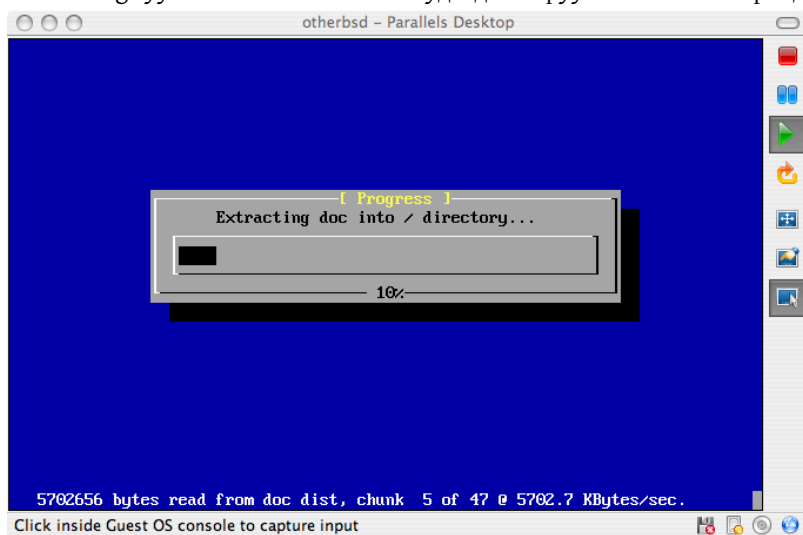 otherbsd – Parallels Desktop
[ Progress ]
Extracting doc into / directory...
10%
5702656 bytes read from doc dist, chunk  5 of 47 @ 5702.7 KBytes/sec.
Click inside Guest OS console to capture input